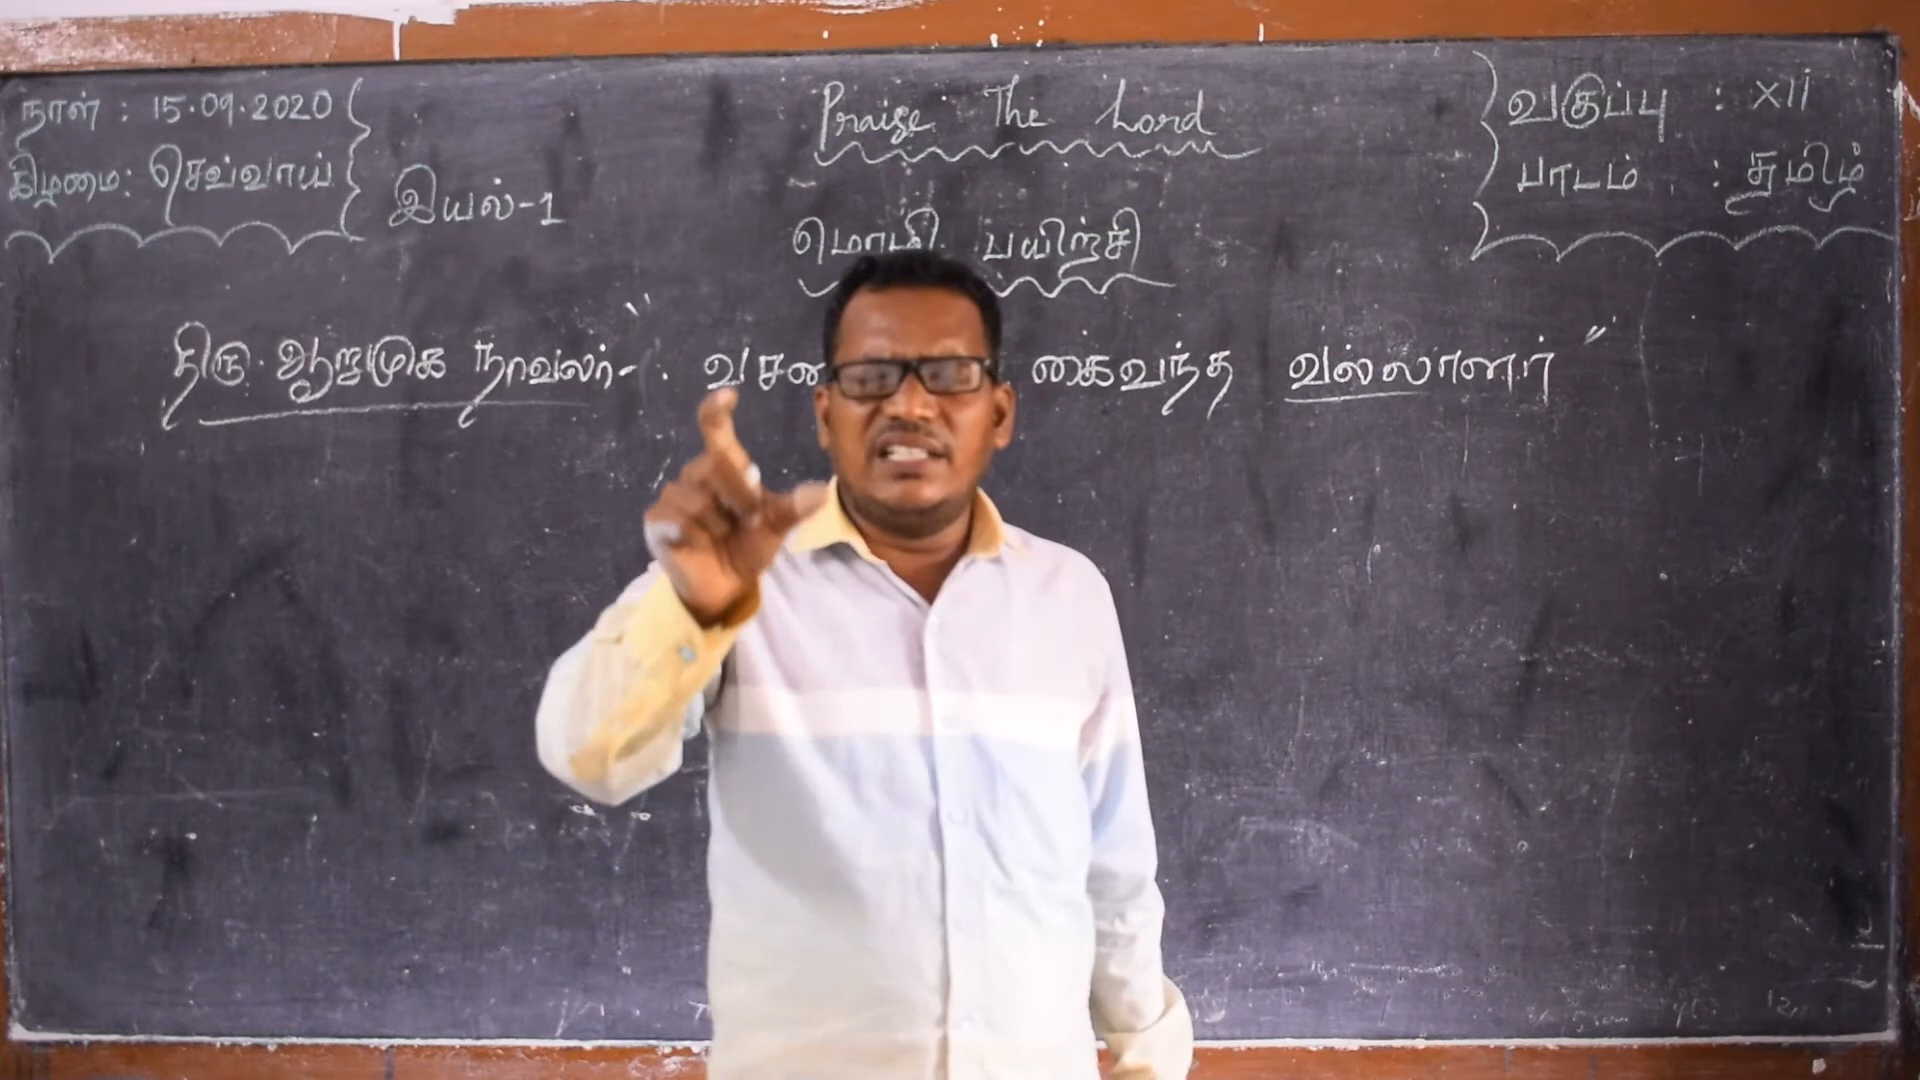 நாள் : 15.09.2020
கிழமை: செவ்வாய்
இயல்-1
Praise The Lord
மொழி பயிற்சி
வகுப்பு : XII
பாடம் : தமிழ்
திரு. ஆறுமுக நாவலர் - " கைவந்த வல்லாளர் "